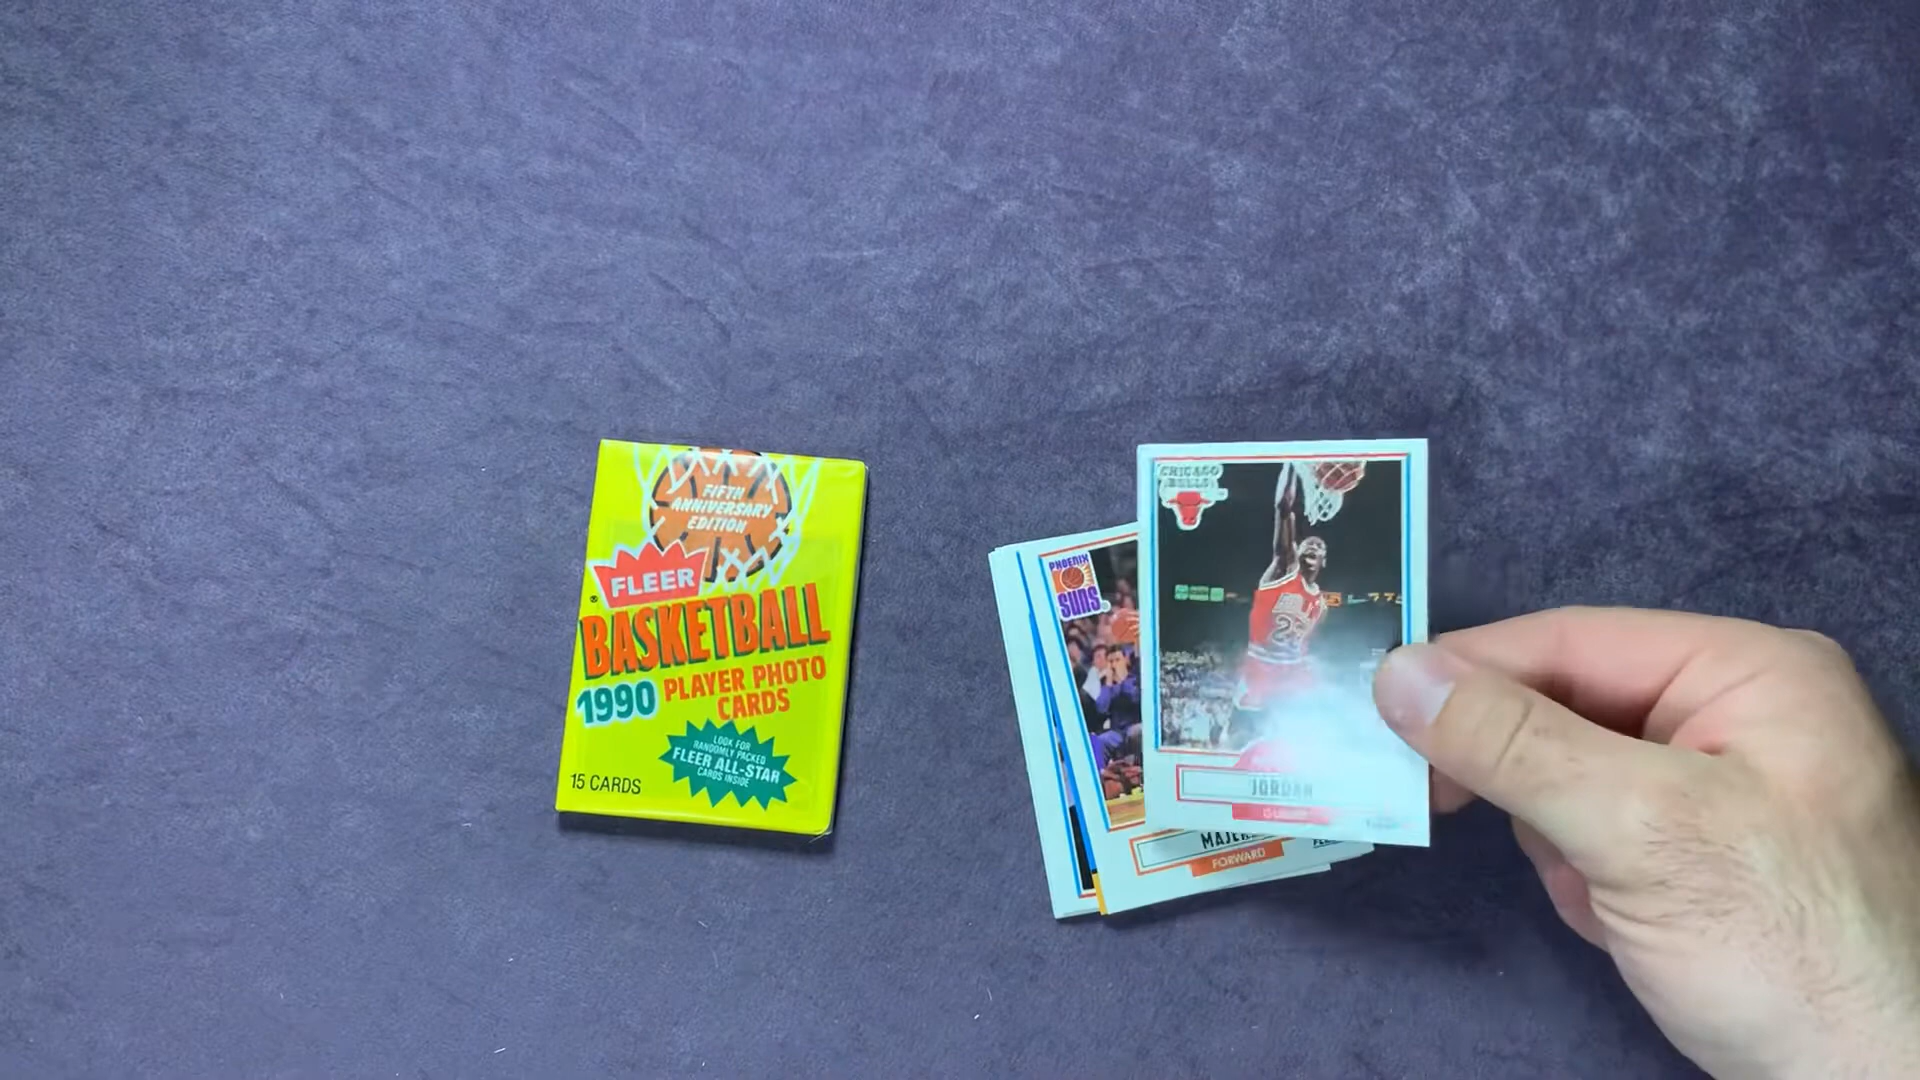 FIFTH
ANNIVERSARY
EDITION
FLEER
®
BASKETBALL
1990 PLAYER PHOTO
CARDS
LOOK FOR
RANDOMLY PACKED
FLEER ALL-STAR
CARDS INSIDE
15 CARDS
PHOENIX
SUNS
FORWARD
CHICAGO
BULLS
23
JORDAN